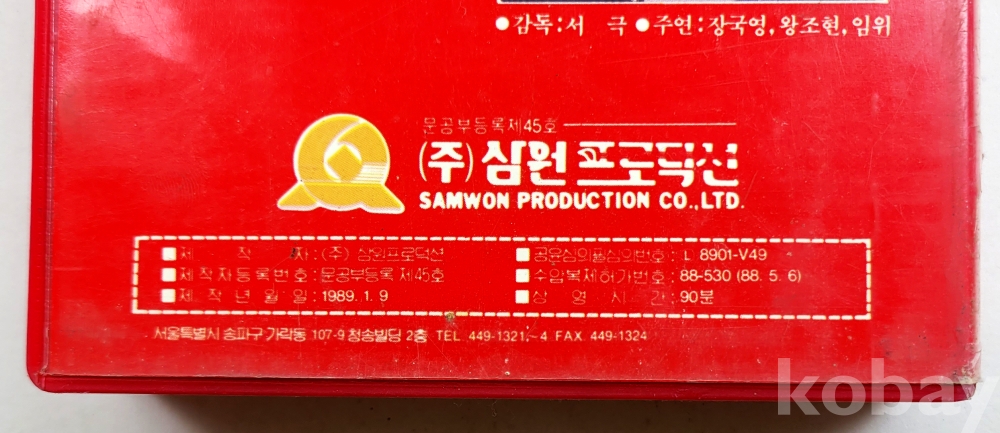 ●감독:서 극 ●주연:장국영,왕조현,임위
문공부등록제45호
(주)삼원프로덕션
SAMWON PRODUCTION CO.,LTD.
■제 작 자:(주) 삼원프로덕션
■제작자등록번호:문공부등록 제45호
■제 작 년 월 일:1989. 1. 9
■공윤심의필심의번호:L 8901-V49
■수입복제허가번호:88-530 (88. 5. 6)
■상 영 시 간:90분
서울특별시 송파구 가락동 107-9 청송빌딩 2층 TEL 449-1321,~4 FAX 449-1324
kobay